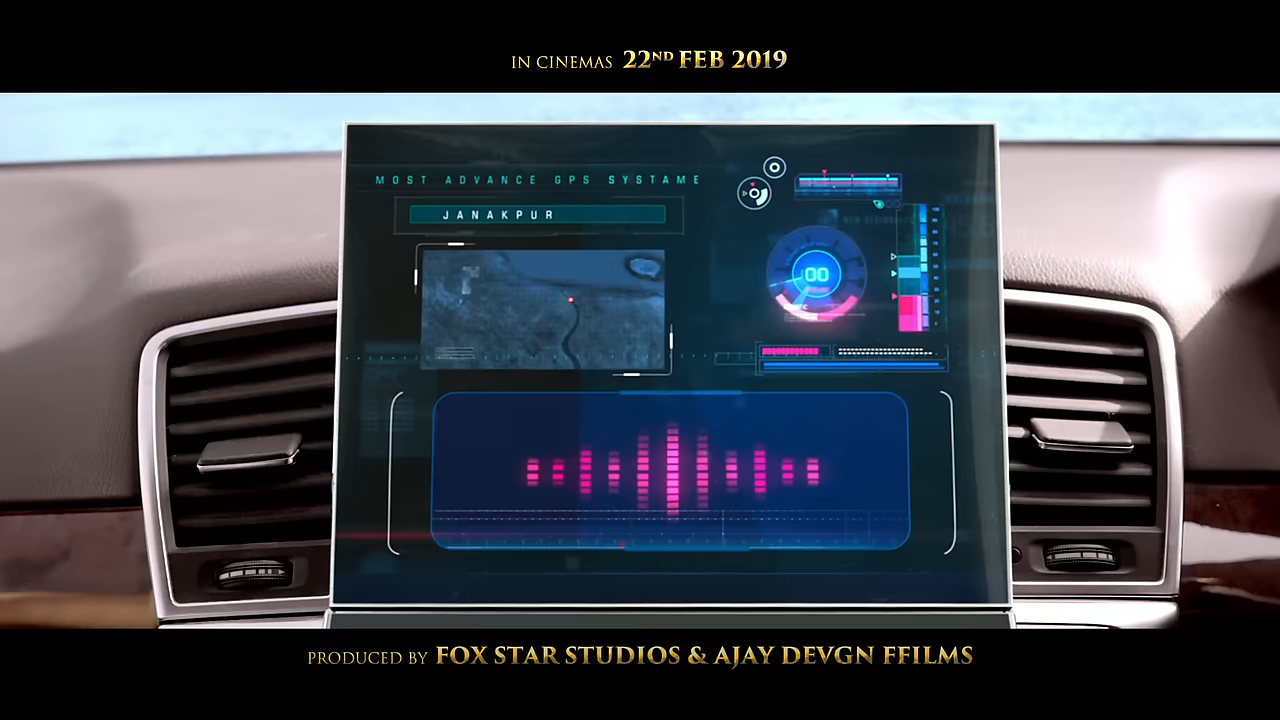 IN CINEMAS 22ND FEB 2019
MOST ADVANCE GPS SYSTAME
JANAKPUR
00
PRODUCED BY FOX STAR STUDIOS & AJAY DEVGN FFILMS